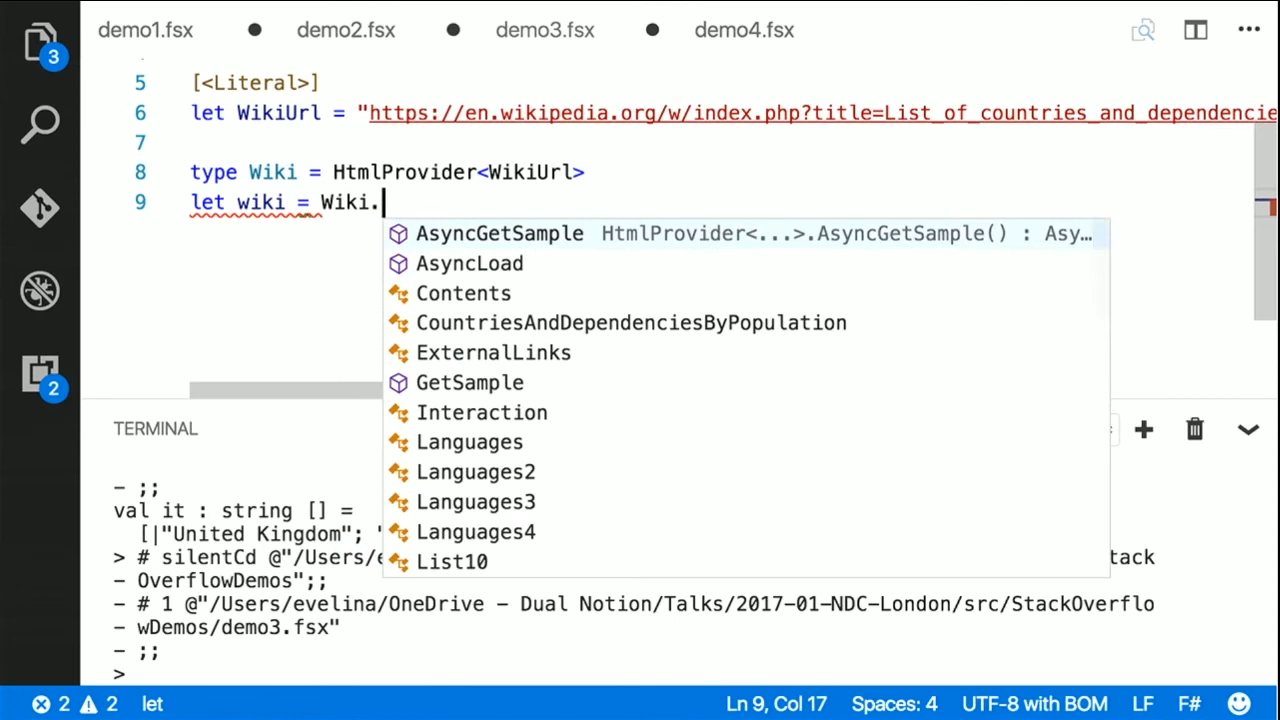 demo1.fsx demo2.fsx demo3.fsx demo4.fsx
3
5 [<Literal>]
6 let WikiUrl = "https://en.wikipedia.org/w/index.php?title=List_of_countries_and_dependencie
7
8 type Wiki = HtmlProvider<WikiUrl>
9 let wiki = Wiki.
AsyncGetSample HtmlProvider<...>.AsyncGetSample() : Asy…
AsyncLoad
Contents
CountriesAndDependenciesByPopulation
ExternalLinks
GetSample
Interaction
Languages
Languages2
Languages3
Languages4
List10
2
TERMINAL
- ;;
val it : string [] =
[|"United Kingdom"; "
> # silentCd @"/Users/e tack
- OverflowDemos";;
- # 1 @"/Users/evelina/OneDrive - Dual Notion/Talks/2017-01-NDC-London/src/StackOverflo
- wDemos/demo3.fsx"
- ;;
>
2 2 let Ln 9, Col 17 Spaces: 4 UTF-8 with BOM LF F#